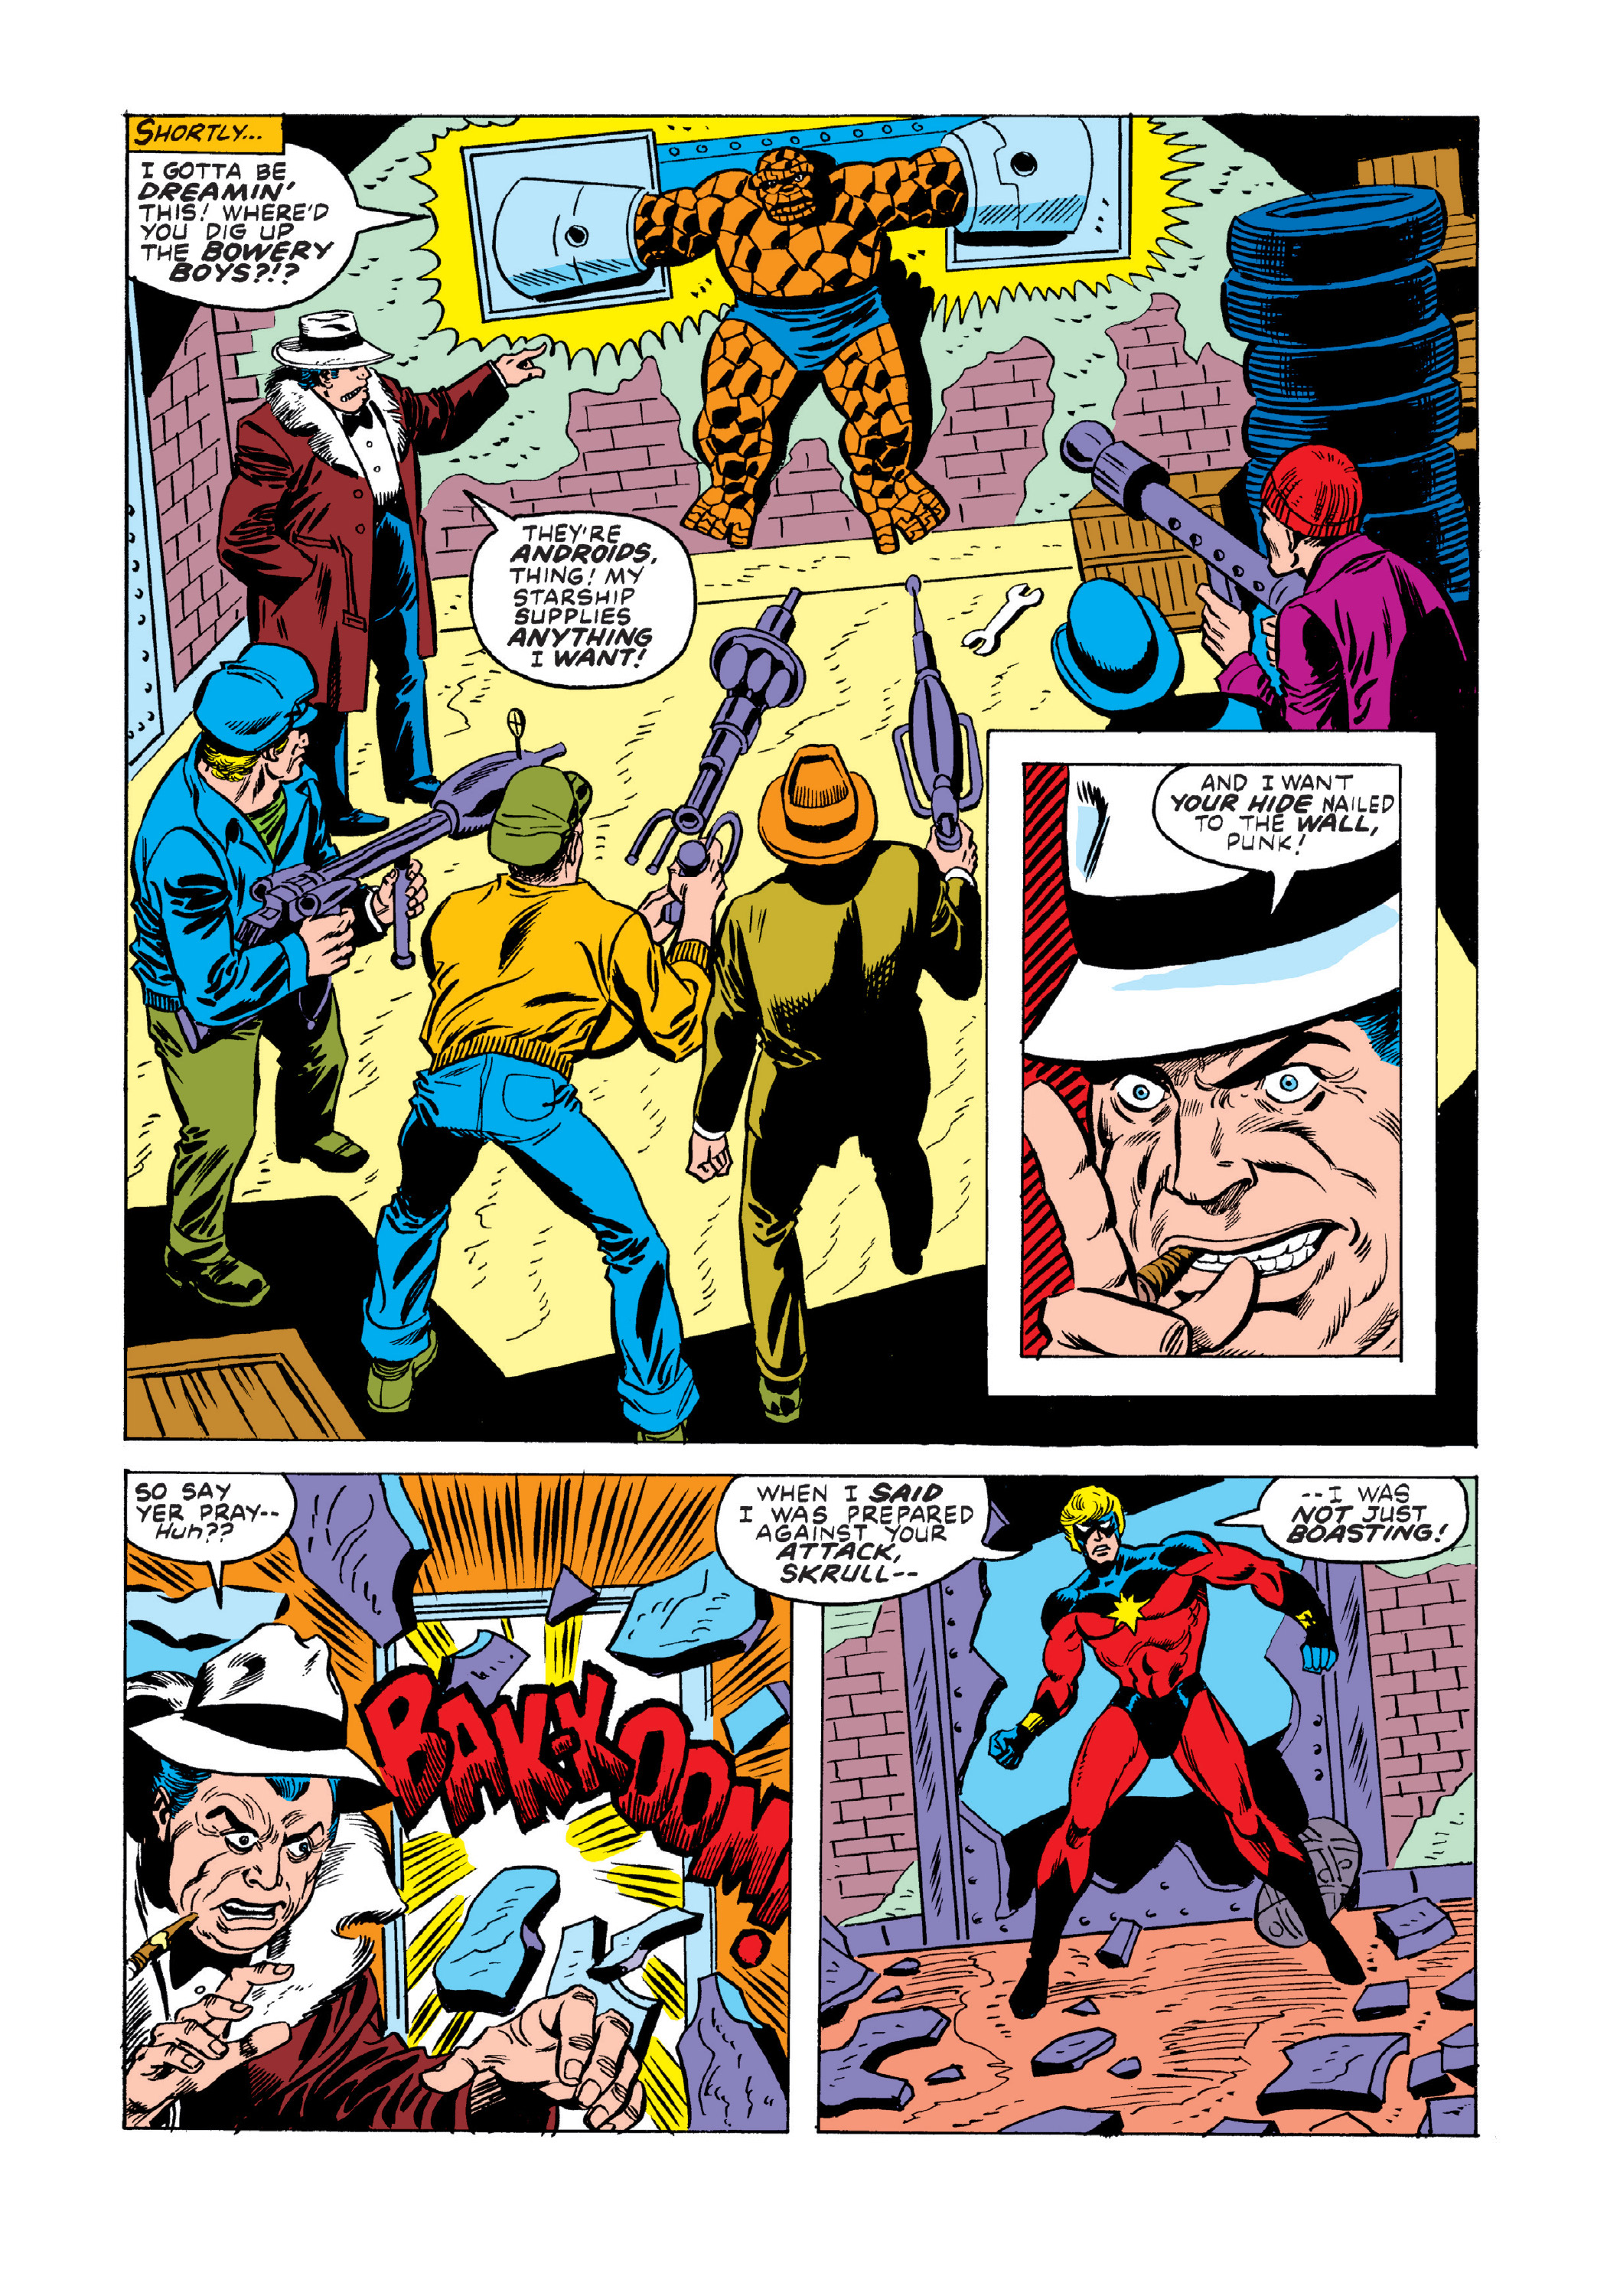 SHORTLY...
I GOTTA BE
DREAMIN'
THIS! WHERE'D
YOU DIG UP
THE BOWERY
BOYS?!?
THEY'RE
ANDROIDS,
THING! MY
STARSHIP
SUPPLIES
ANYTHING
I WANT!
AND I WANT
YOUR HIDE NAILED
TO THE WALL,
PUNK!
SO SAY
YER PRAY--
HUH??
BAK-XOOM!
WHEN I SAID
I WAS PREPARED
AGAINST YOUR
ATTACK,
SKRULL--
--I WAS
NOT JUST
BOASTING!